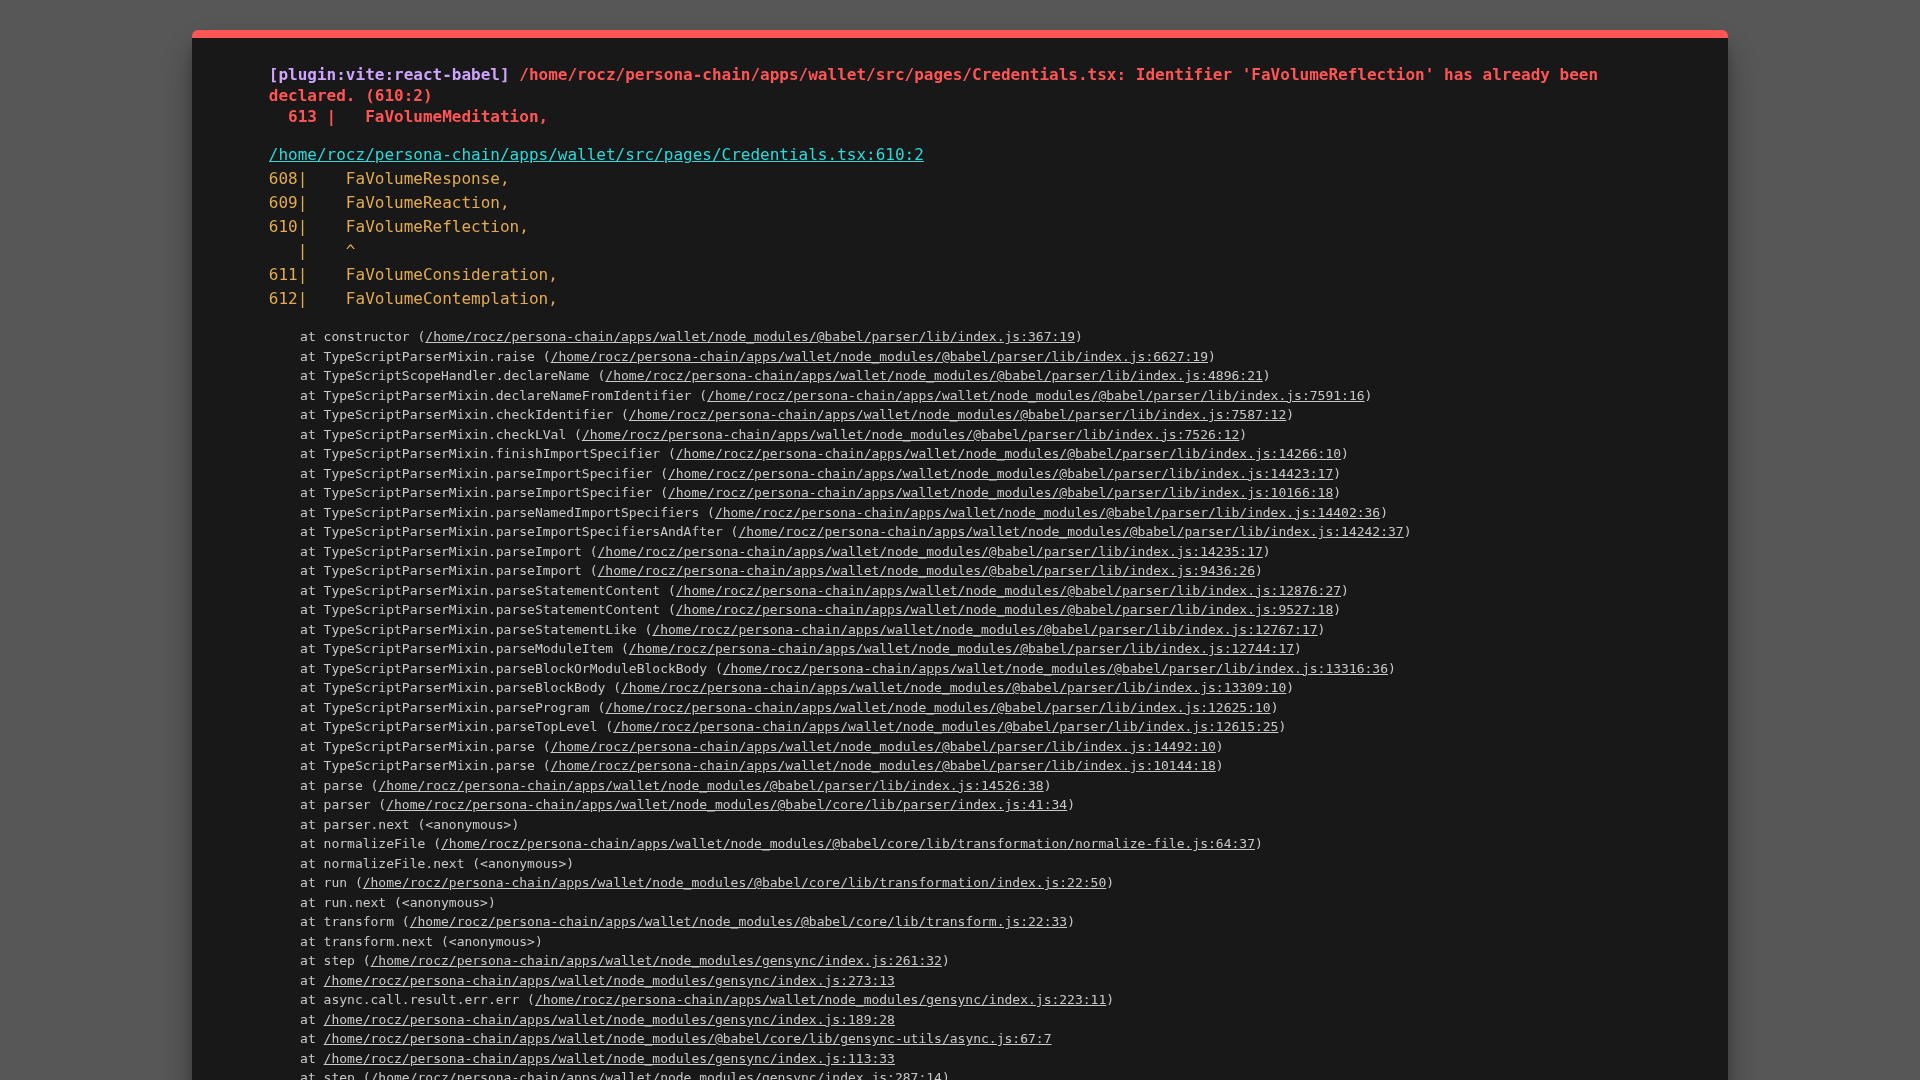 [plugin:vite:react-babel] /home/rocz/persona-chain/apps/wallet/src/pages/Credentials.tsx: Identifier 'FaVolumeReflection' has already been
declared. (610:2)
  613 |   FaVolumeMeditation,
/home/rocz/persona-chain/apps/wallet/src/pages/Credentials.tsx:610:2
608|    FaVolumeResponse,
609|    FaVolumeReaction,
610|    FaVolumeReflection,
   |    ^
611|    FaVolumeConsideration,
612|    FaVolumeContemplation,
at constructor (/home/rocz/persona-chain/apps/wallet/node_modules/@babel/parser/lib/index.js:367:19)
at TypeScriptParserMixin.raise (/home/rocz/persona-chain/apps/wallet/node_modules/@babel/parser/lib/index.js:6627:19)
at TypeScriptScopeHandler.declareName (/home/rocz/persona-chain/apps/wallet/node_modules/@babel/parser/lib/index.js:4896:21)
at TypeScriptParserMixin.declareNameFromIdentifier (/home/rocz/persona-chain/apps/wallet/node_modules/@babel/parser/lib/index.js:7591:16)
at TypeScriptParserMixin.checkIdentifier (/home/rocz/persona-chain/apps/wallet/node_modules/@babel/parser/lib/index.js:7587:12)
at TypeScriptParserMixin.checkLVal (/home/rocz/persona-chain/apps/wallet/node_modules/@babel/parser/lib/index.js:7526:12)
at TypeScriptParserMixin.finishImportSpecifier (/home/rocz/persona-chain/apps/wallet/node_modules/@babel/parser/lib/index.js:14266:10)
at TypeScriptParserMixin.parseImportSpecifier (/home/rocz/persona-chain/apps/wallet/node_modules/@babel/parser/lib/index.js:14423:17)
at TypeScriptParserMixin.parseImportSpecifier (/home/rocz/persona-chain/apps/wallet/node_modules/@babel/parser/lib/index.js:10166:18)
at TypeScriptParserMixin.parseNamedImportSpecifiers (/home/rocz/persona-chain/apps/wallet/node_modules/@babel/parser/lib/index.js:14402:36)
at TypeScriptParserMixin.parseImportSpecifiersAndAfter (/home/rocz/persona-chain/apps/wallet/node_modules/@babel/parser/lib/index.js:14242:37)
at TypeScriptParserMixin.parseImport (/home/rocz/persona-chain/apps/wallet/node_modules/@babel/parser/lib/index.js:14235:17)
at TypeScriptParserMixin.parseImport (/home/rocz/persona-chain/apps/wallet/node_modules/@babel/parser/lib/index.js:9436:26)
at TypeScriptParserMixin.parseStatementContent (/home/rocz/persona-chain/apps/wallet/node_modules/@babel/parser/lib/index.js:12876:27)
at TypeScriptParserMixin.parseStatementContent (/home/rocz/persona-chain/apps/wallet/node_modules/@babel/parser/lib/index.js:9527:18)
at TypeScriptParserMixin.parseStatementLike (/home/rocz/persona-chain/apps/wallet/node_modules/@babel/parser/lib/index.js:12767:17)
at TypeScriptParserMixin.parseModuleItem (/home/rocz/persona-chain/apps/wallet/node_modules/@babel/parser/lib/index.js:12744:17)
at TypeScriptParserMixin.parseBlockOrModuleBlockBody (/home/rocz/persona-chain/apps/wallet/node_modules/@babel/parser/lib/index.js:13316:36)
at TypeScriptParserMixin.parseBlockBody (/home/rocz/persona-chain/apps/wallet/node_modules/@babel/parser/lib/index.js:13309:10)
at TypeScriptParserMixin.parseProgram (/home/rocz/persona-chain/apps/wallet/node_modules/@babel/parser/lib/index.js:12625:10)
at TypeScriptParserMixin.parseTopLevel (/home/rocz/persona-chain/apps/wallet/node_modules/@babel/parser/lib/index.js:12615:25)
at TypeScriptParserMixin.parse (/home/rocz/persona-chain/apps/wallet/node_modules/@babel/parser/lib/index.js:14492:10)
at TypeScriptParserMixin.parse (/home/rocz/persona-chain/apps/wallet/node_modules/@babel/parser/lib/index.js:10144:18)
at parse (/home/rocz/persona-chain/apps/wallet/node_modules/@babel/parser/lib/index.js:14526:38)
at parser (/home/rocz/persona-chain/apps/wallet/node_modules/@babel/core/lib/parser/index.js:41:34)
at parser.next (<anonymous>)
at normalizeFile (/home/rocz/persona-chain/apps/wallet/node_modules/@babel/core/lib/transformation/normalize-file.js:64:37)
at normalizeFile.next (<anonymous>)
at run (/home/rocz/persona-chain/apps/wallet/node_modules/@babel/core/lib/transformation/index.js:22:50)
at run.next (<anonymous>)
at transform (/home/rocz/persona-chain/apps/wallet/node_modules/@babel/core/lib/transform.js:22:33)
at transform.next (<anonymous>)
at step (/home/rocz/persona-chain/apps/wallet/node_modules/gensync/index.js:261:32)
at /home/rocz/persona-chain/apps/wallet/node_modules/gensync/index.js:273:13
at async.call.result.err.err (/home/rocz/persona-chain/apps/wallet/node_modules/gensync/index.js:223:11)
at /home/rocz/persona-chain/apps/wallet/node_modules/gensync/index.js:189:28
at /home/rocz/persona-chain/apps/wallet/node_modules/@babel/core/lib/gensync-utils/async.js:67:7
at /home/rocz/persona-chain/apps/wallet/node_modules/gensync/index.js:113:33
at step (/home/rocz/persona-chain/apps/wallet/node_modules/gensync/index.js:287:14)